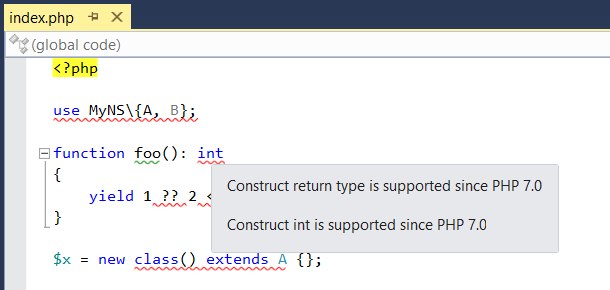 index.php
(global code)
<?php
use MyNS\{A, B};
function foo(): int
{
yield 1 ?? 2 <
}
Construct return type is supported since PHP 7.0
Construct int is supported since PHP 7.0
$x = new class() extends A {};